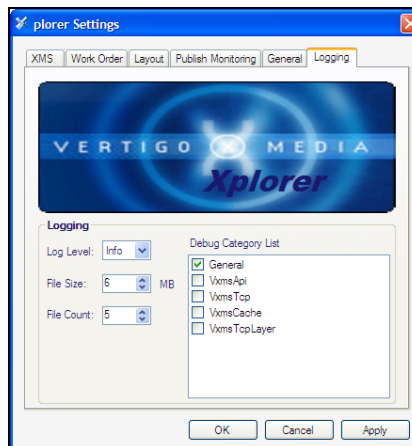 plorer Settings
XMS Work Order Layout Publish Monitoring General Logging
VERTIGO X MEDIA
Xplorer
Logging
Log Level: Info
Debug Category List
General
VxmsApi
File Size: 6 MB
VxmsTcp
VxmsCache
File Count: 5
VxmsTcpLayer
OK Cancel Apply